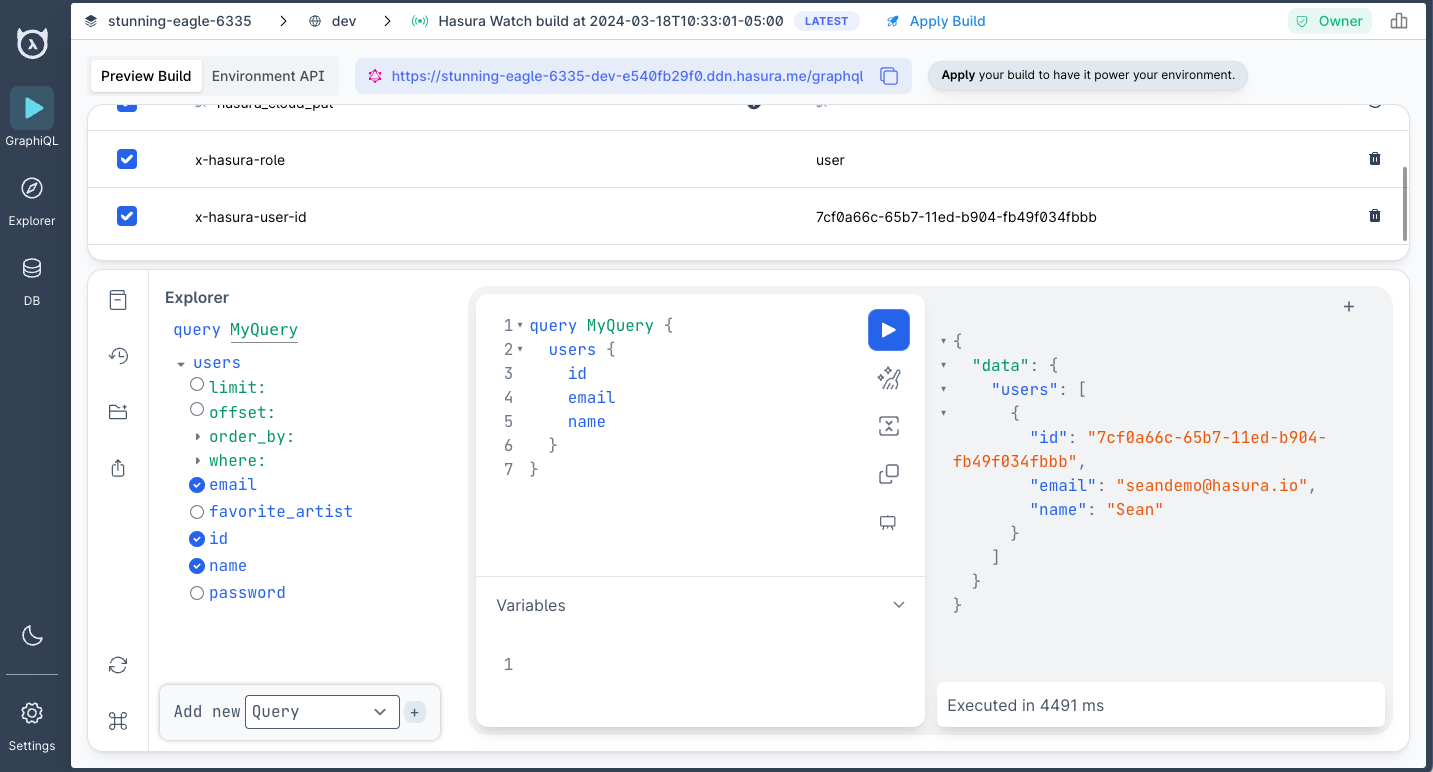 stunning-eagle-6335 > dev > Hasura Watch build at 2024-03-18T10:33:01-05:00 LATEST Apply Build Owner
Preview Build Environment API https://stunning-eagle-6335-dev-e540fb29f0.ddn.hasura.me/graphql Apply your build to have it power your environment.
hasura_cloud_pat
x-hasura-role user
x-hasura-user-id 7cf0a66c-65b7-11ed-b904-fb49f034fbbb
GraphiQL
Explorer
DB
Settings
Explorer
query MyQuery
users
limit:
offset:
order_by:
where:
email
favorite_artist
id
name
password
Add new Query +
1 query MyQuery {
2 users {
3 id
4 email
5 name
6 }
7 }
Variables
1
+
{
"data": {
"users": [
{
"id": "7cf0a66c-65b7-11ed-b904-
fb49f034fbbb",
"email": "seandemo@hasura.io",
"name": "Sean"
}
]
}
}
Executed in 4491 ms